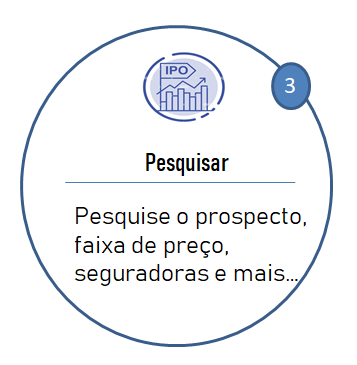 IPO
3
Pesquisar
Pesquise o prospecto,
faixa de preço,
seguradoras e mais...